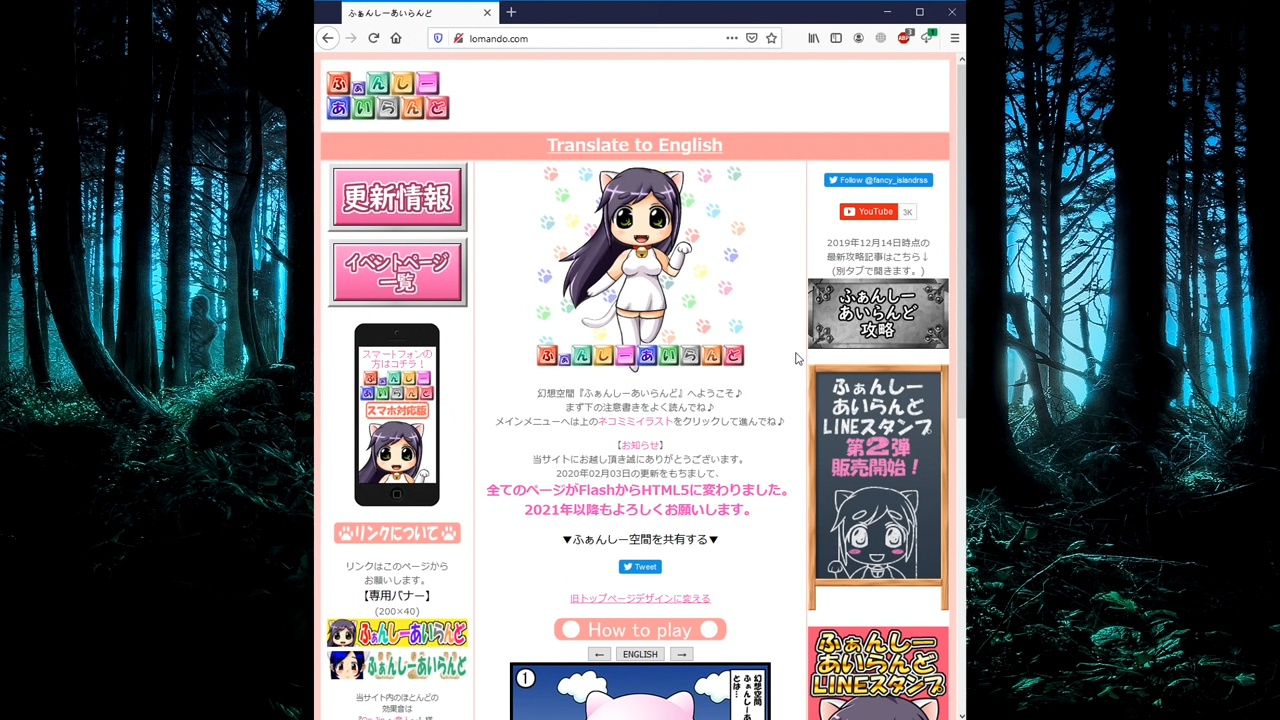 ふぁんしーあいらんど
lomando.com
3
1
ふぁんしー
あいらんど
Translate to English
更新情報
イベントページ
一覧
スマートフォンの
方はコチラ！
ふぁんしー
あいらんど
スマホ対応版
リンクについて
リンクはこのページから
お願いします。
【専用バナー】
(200×40)
ふぁんしーあいらんど
ふぁんしーあいらんど
当サイト内のほとんどの
効果音は
ふぁんしーあいらんど
幻想空間『ふぁんしーあいらんど』へようこそ♪
まず下の注意書きをよく読んでね♪
メインメニューへは上のネコミミイラストをクリックして進んでね♪
【お知らせ】
当サイトにお越し頂き誠にありがとうございます。
2020年02月03日の更新をもちまして、
全てのページがFlashからHTML5に変わりました。
2021年以降もよろしくお願いします。
▼ふぁんしー空間を共有する▼
Tweet
旧トップページデザインに変える
How to play
← ENGLISH →
①
幻想空間
ふぁんしーあいらんど
とは…
Follow @fancy_islandrss
YouTube 3K
2019年12月14日時点の
最新攻略記事はこちら↓
(別タブで開きます。)
ふぁんしー
あいらんど
攻略
ふぁんしー
あいらんど
LINEスタンプ
第2弾
販売開始！
ふぁんしー
あいらんど
LINEスタンプ